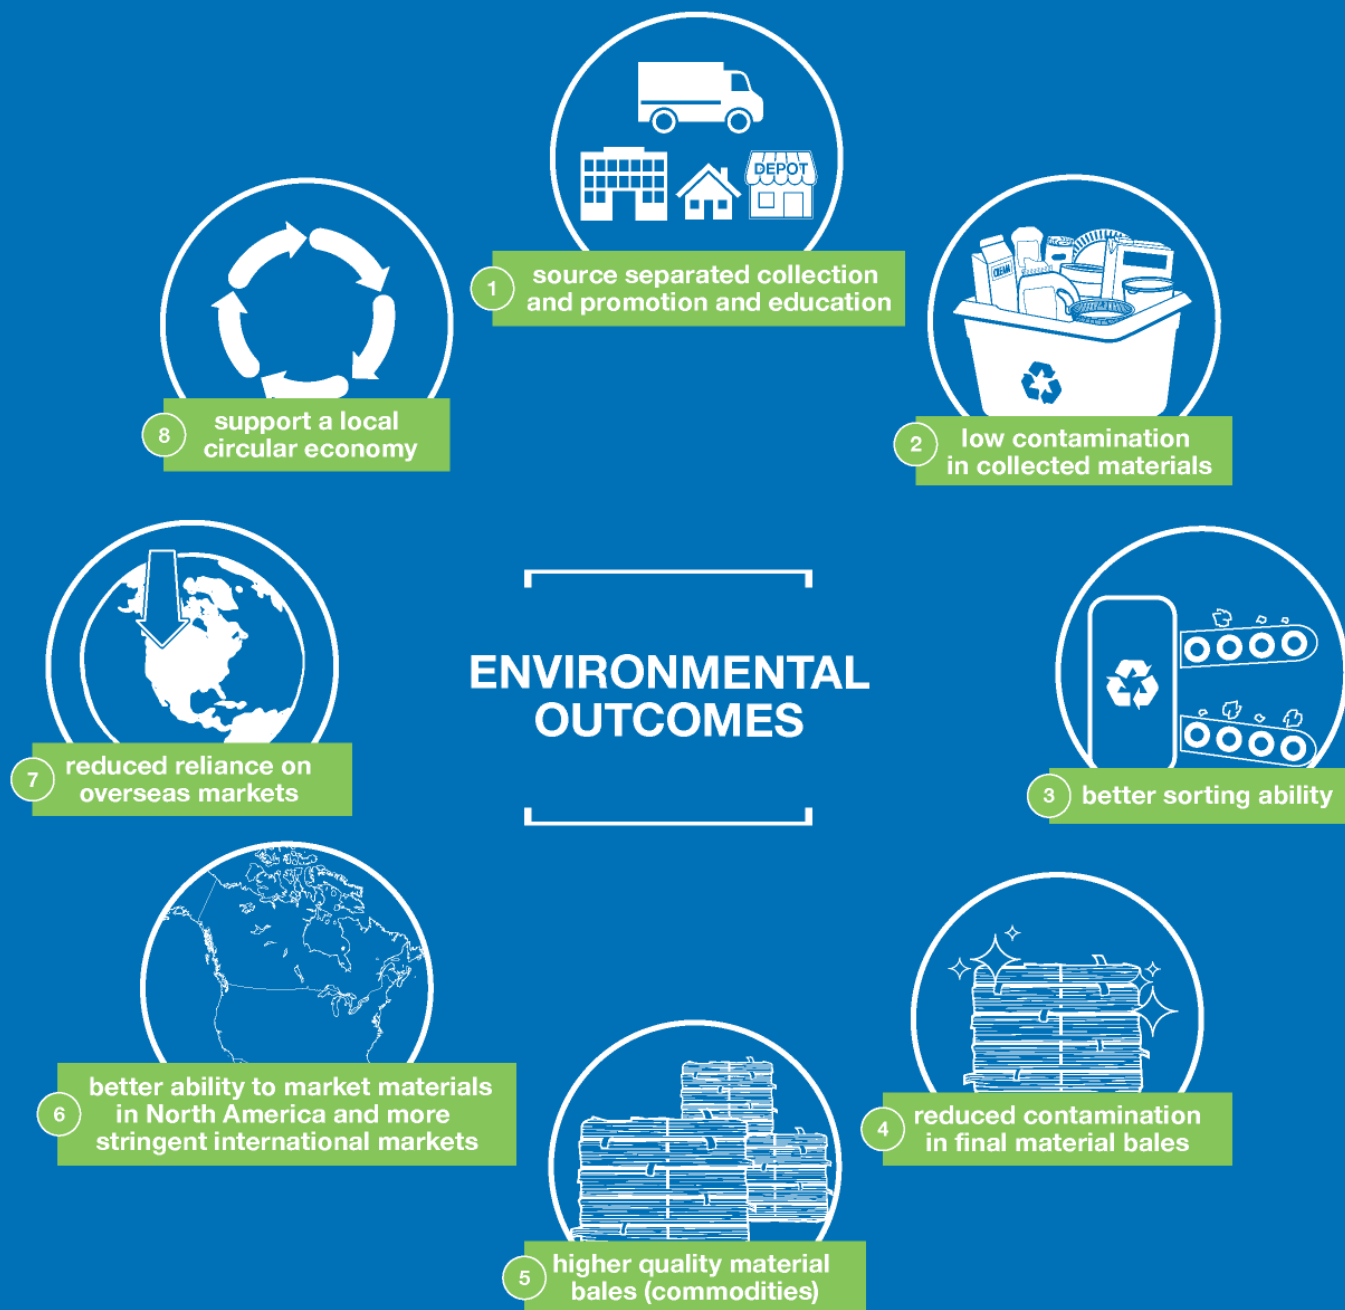 DEPOT
1
source separated collection
and promotion and education
CREAM
2
low contamination
in collected materials
3
better sorting ability
4
reduced contamination
in final material bales
5
higher quality material
bales (commodities)
6
better ability to market materials
in North America and more
stringent international markets
7
reduced reliance on
overseas markets
8
support a local
circular economy
ENVIRONMENTAL
OUTCOMES